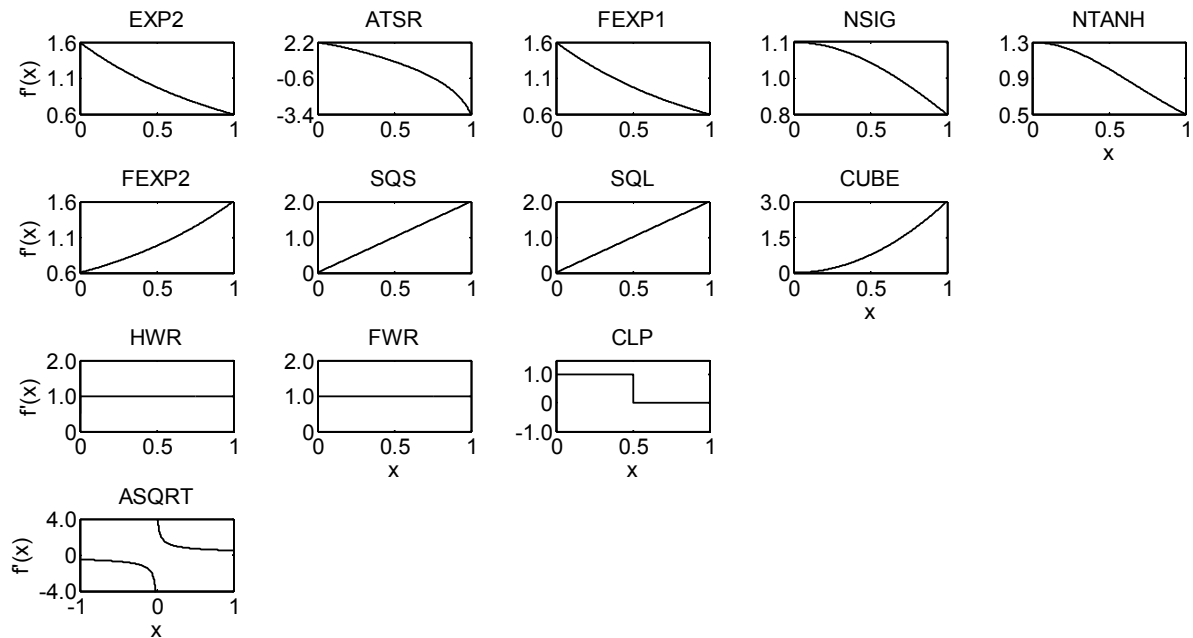 EXP2 ATSR FEXP1 NSIG NTANH
f'(x)
1.6 1.1 0.6 0 0.5 1
2.2 -0.6 -3.4 0 0.5 1
1.6 1.1 0.6 0 0.5 1
1.1 1.0 0.8 0 0.5 1
1.3 0.9 0.5 0 0.5 1
x
FEXP2 SQS SQL CUBE
f'(x)
1.6 1.1 0.6 0 0.5 1
2.0 1.0 0 0 0.5 1
2.0 1.0 0 0 0.5 1
3.0 1.5 0 0 0.5 1
x
HWR FWR CLP
f'(x)
2.0 1.0 0 0 0.5 1
2.0 1.0 0 0 0.5 1
1.0 0 -1.0 0 0.5 1
x x
ASQRT
f'(x)
4.0 0 -4.0 -1 0 1
x